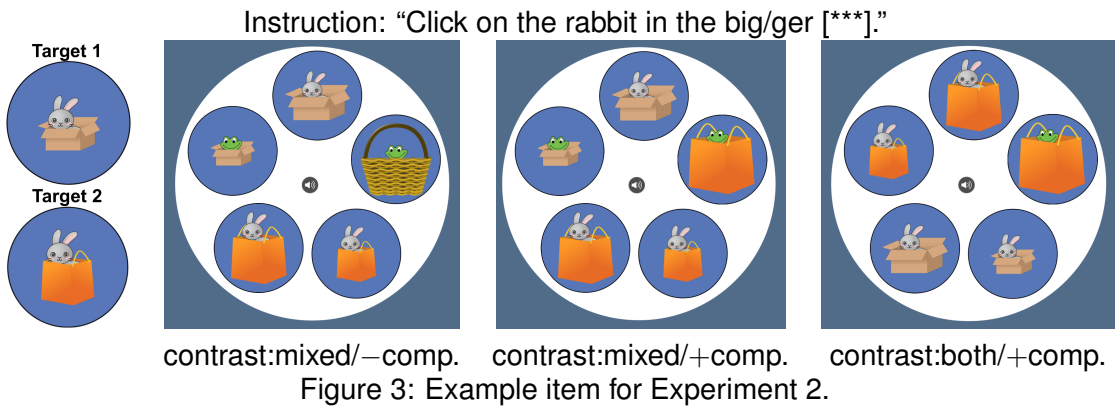 Instruction: “Click on the rabbit in the big/ger [***].”
Target 1
Target 2
contrast:mixed/−comp.
contrast:mixed/+comp.
contrast:both/+comp.
Figure 3: Example item for Experiment 2.